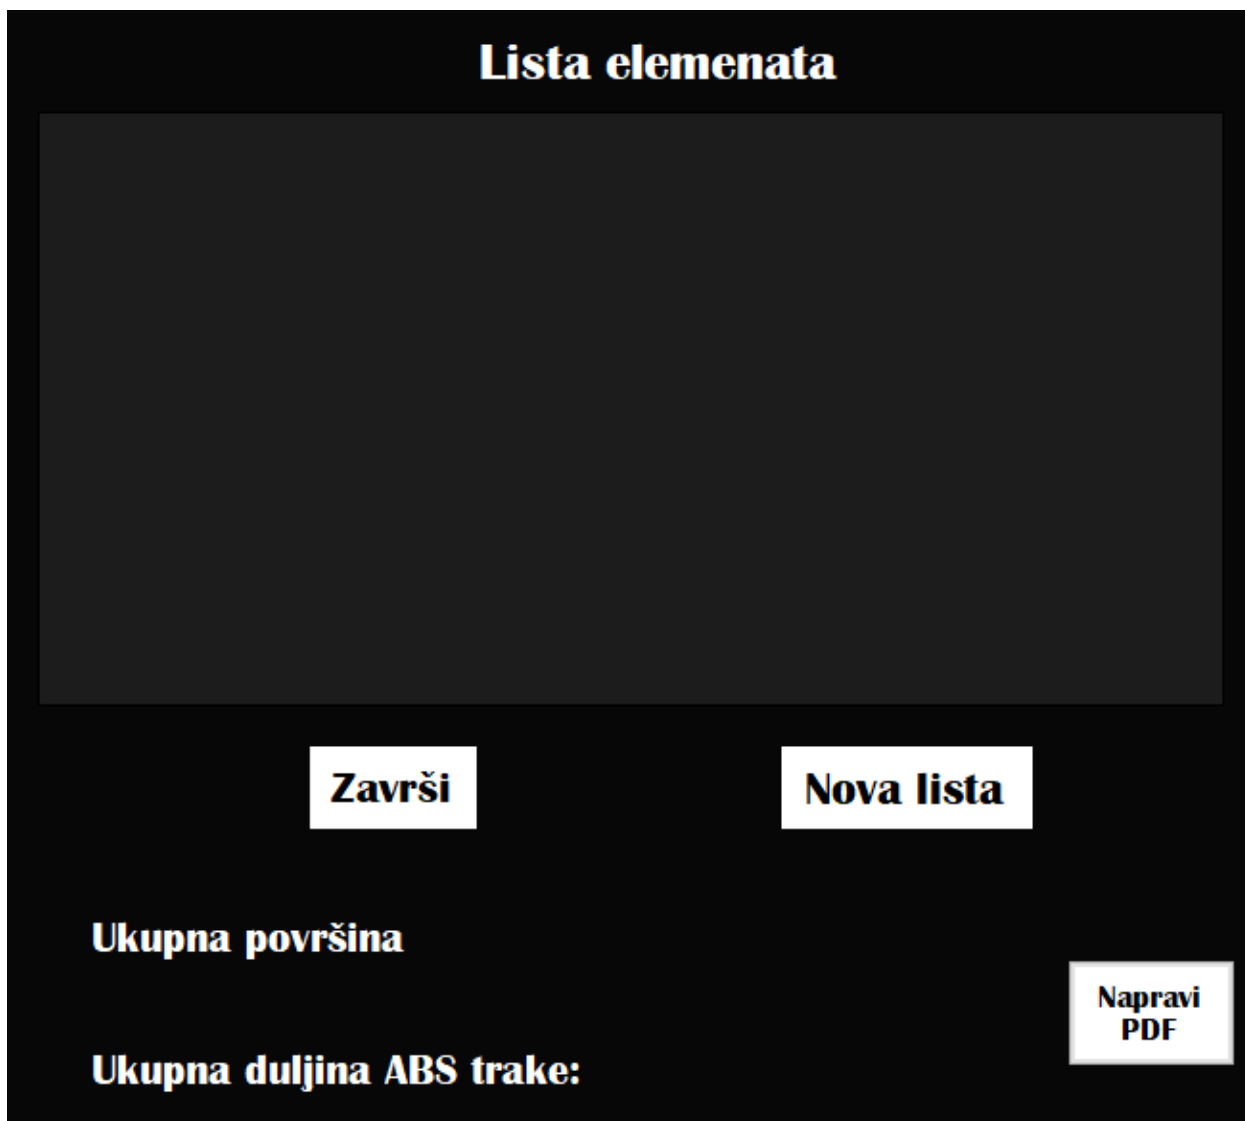 Lista elemenata
Završi
Nova lista
Ukupna površina
Napravi
PDF
Ukupna duljina ABS trake: